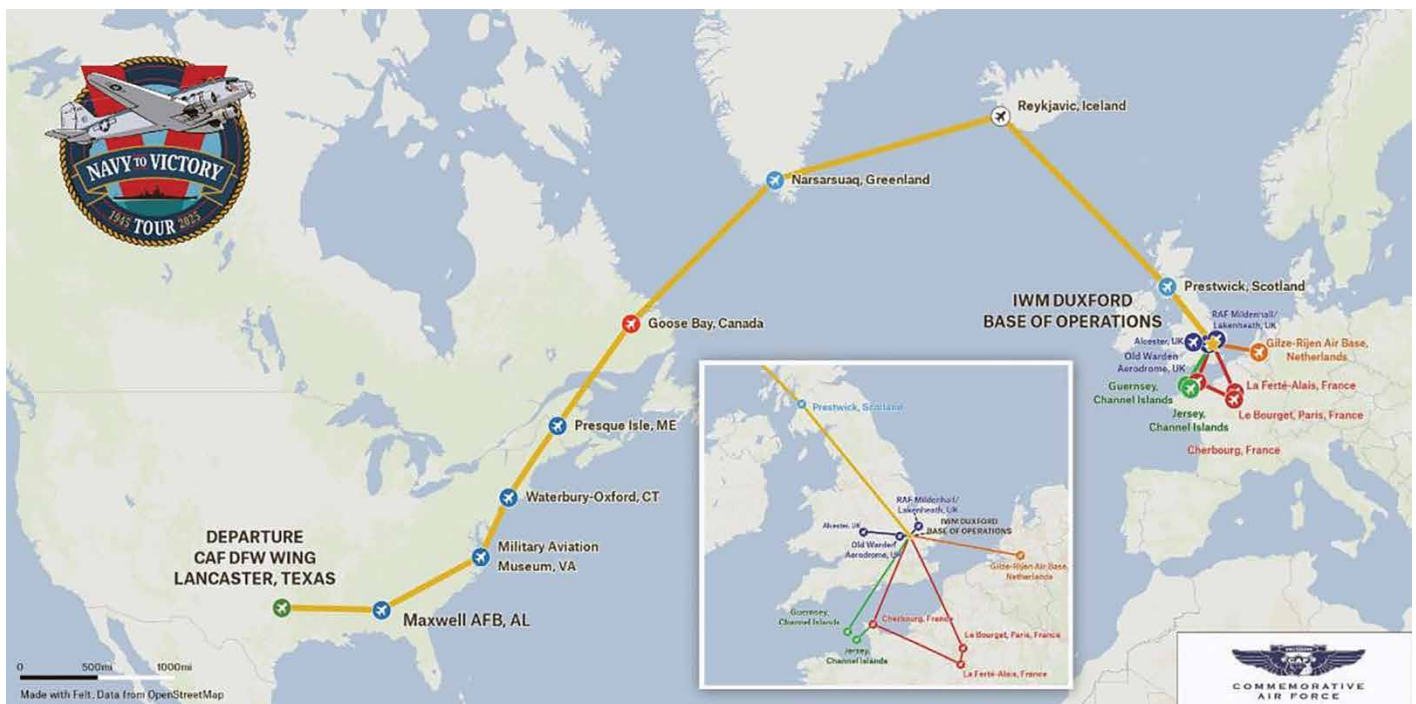 NAVY TO VICTORY
1945 TOUR 2025
Reykjavic, Iceland
Narsarsuaq, Greenland
Prestwick, Scotland
IWM DUXFORD
BASE OF OPERATIONS
RAF Mildenhall/
Lakenheath, UK
Alcester, UK
Gilze-Rijen Air Base,
Netherlands
Old Warden
Aerodrome, UK
Guernsey,
Channel Islands
La Ferté-Alais, France
Jersey,
Channel Islands
Le Bourget, Paris, France
Cherbourg, France
Goose Bay, Canada
Presque Isle, ME
Waterbury-Oxford, CT
Military Aviation
Museum, VA
DEPARTURE
CAF DFW WING
LANCASTER, TEXAS
Maxwell AFB, AL
Prestwick, Scotland
RAF Mildenhall/
Lakenheath, UK
IWM DUXFORD
BASE OF OPERATIONS
Alcester, UK
Old Warden
Aerodrome, UK
Gilze-Rijen Air Base,
Netherlands
Guernsey,
Channel Islands
Cherbourg, France
Jersey,
Channel Islands
Le Bourget, Paris, France
La Ferté-Alais, France
0 500mi 1000mi
Made with Felt, Data from OpenStreetMap
CAF
COMMEMORATIVE
AIR FORCE